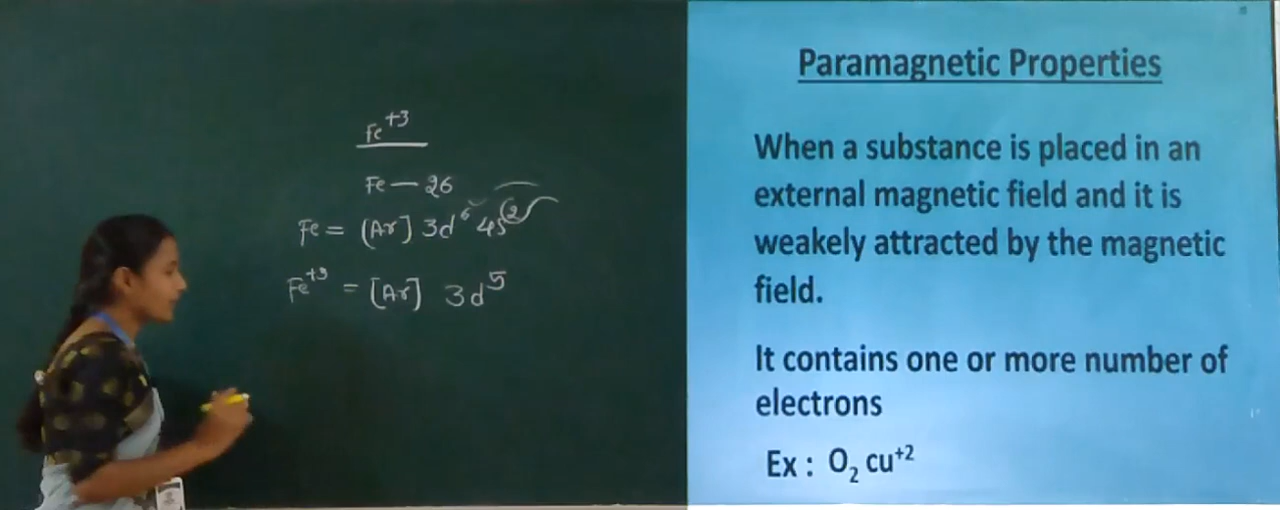 Fe⁺³
Fe — 26
Fe = [Ar] 3d⁶ 4s²
Fe⁺³ = [Ar] 3d⁵
Paramagnetic Properties
When a substance is placed in an
external magnetic field and it is
weakely attracted by the magnetic
field.
It contains one or more number of
electrons
Ex : O₂ cu⁺²